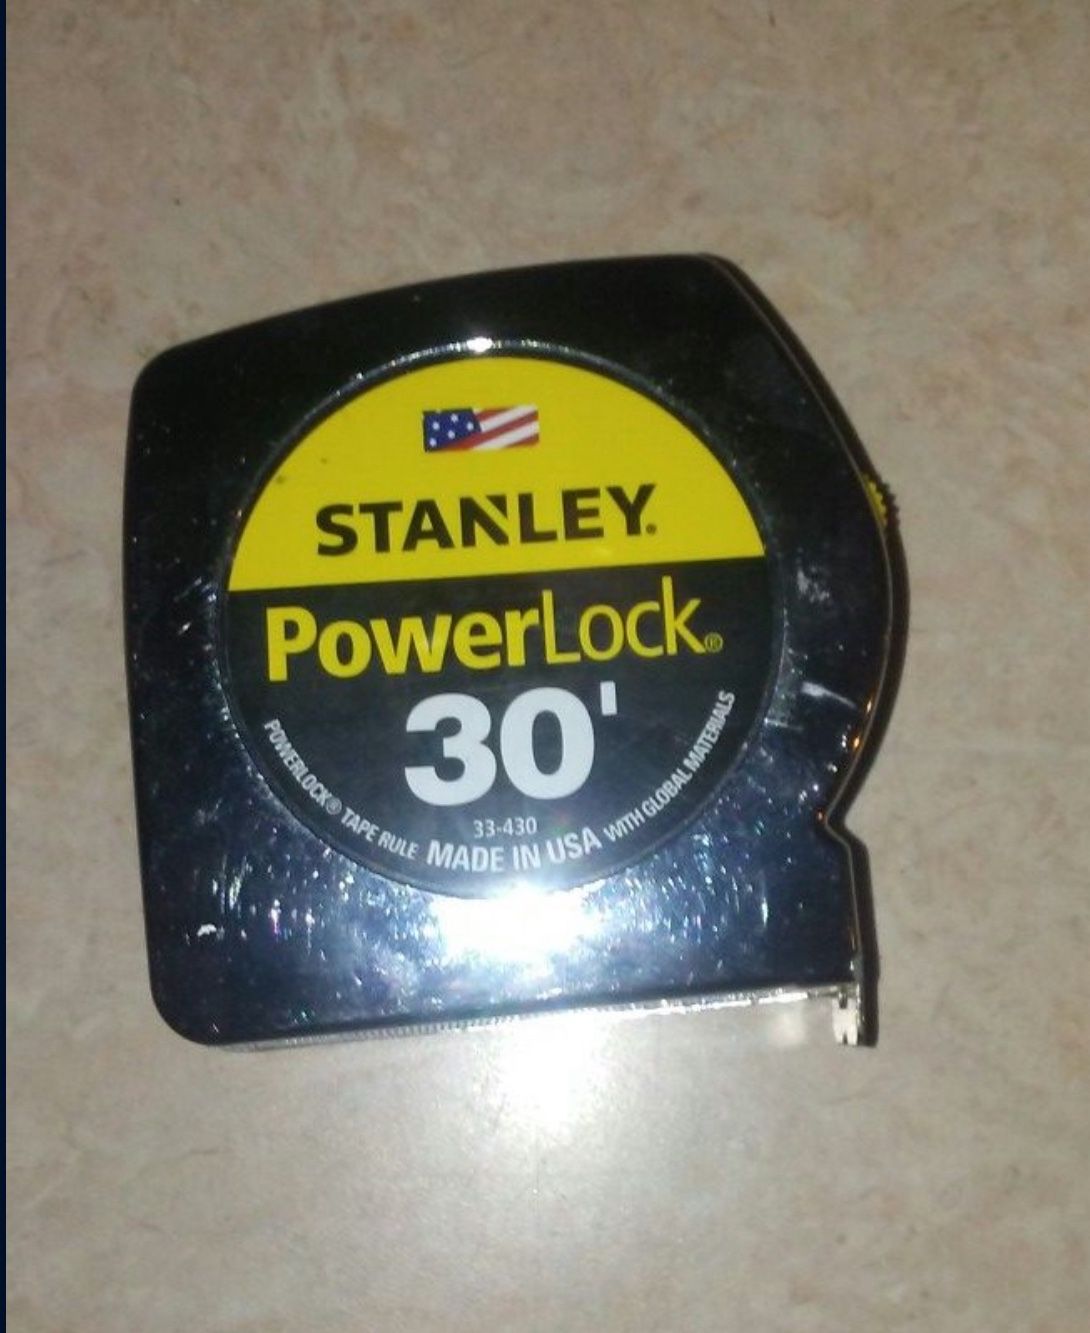 STANLEY®
PowerLock®
30'
33-430
POWERLOCK® TAPE RULE MADE IN USA WITH GLOBAL MATERIALS